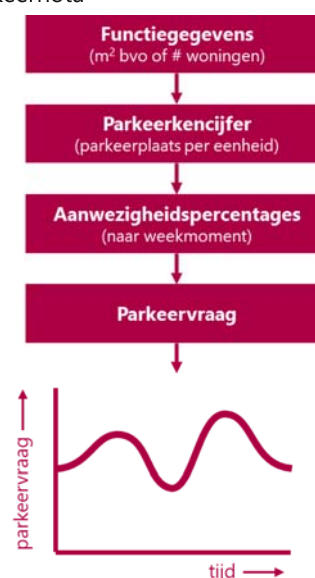 Functiegegevens
(m² bvo of # woningen)
Parkeerkencijfer
(parkeerplaats per eenheid)
Aanwezigheidspercentages
(naar weekmoment)
Parkeervraag
parkeervraag
tijd